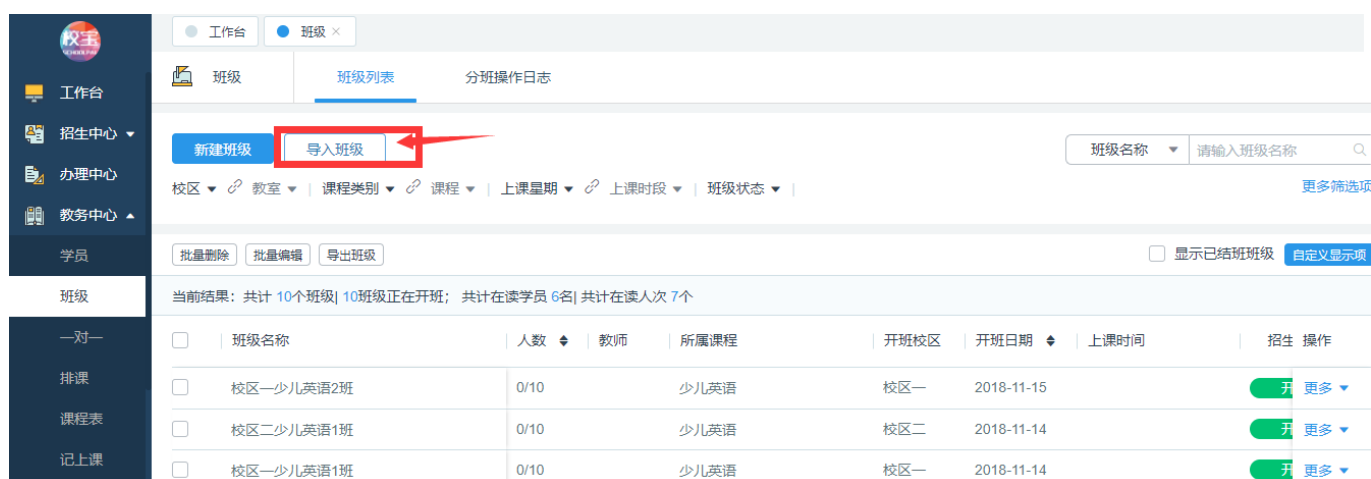 校宝
工作台 班级 ×
班级 班级列表 分班操作日志
工作台
招生中心
办理中心
教务中心
学员
班级
一对一
排课
课程表
记上课
新建班级 导入班级 班级名称 请输入班级名称
校区 教室 课程类别 课程 上课星期 上课时段 班级状态 更多筛选项
批量删除 批量编辑 导出班级 显示已结班班级 自定义显示项
当前结果：共计 10个班级| 10班级正在开班； 共计在读学员 6名| 共计在读人次 7个
班级名称 人数 教师 所属课程 开班校区 开班日期 上课时间 招生 操作
校区一少儿英语2班 0/10 少儿英语 校区一 2018-11-15 开 更多
校区二少儿英语1班 0/10 少儿英语 校区二 2018-11-14 开 更多
校区一少儿英语1班 0/10 少儿英语 校区一 2018-11-14 开 更多